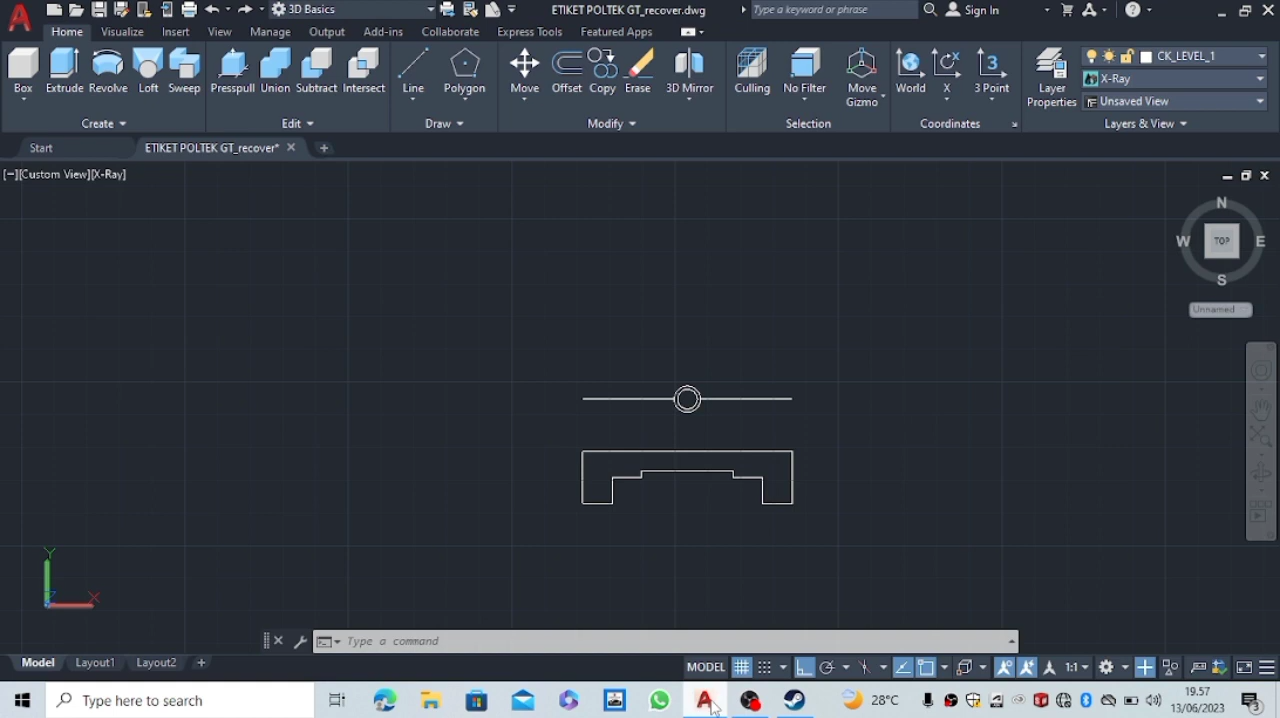 3D Basics ETIKET POLTEK GT_recover.dwg Type a keyword or phrase Sign In
Home Visualize Insert View Manage Output Add-ins Collaborate Express Tools Featured Apps
Box Extrude Revolve Loft Sweep Presspull Union Subtract Intersect Line Polygon Move Offset Copy Erase 3D Mirror Culling No Filter Move Gizmo World X 3 Point Layer Properties CK_LEVEL_1
X-Ray
Unsaved View
Create Edit Draw Modify Selection Coordinates Layers & View
Start ETIKET POLTEK GT_recover*
[−][Custom View][X-Ray]
N
W TOP E
S
Unnamed
Y
X
Type a command
Model Layout1 Layout2 MODEL 1:1
Type here to search 28°C 19.57
13/06/2023
3